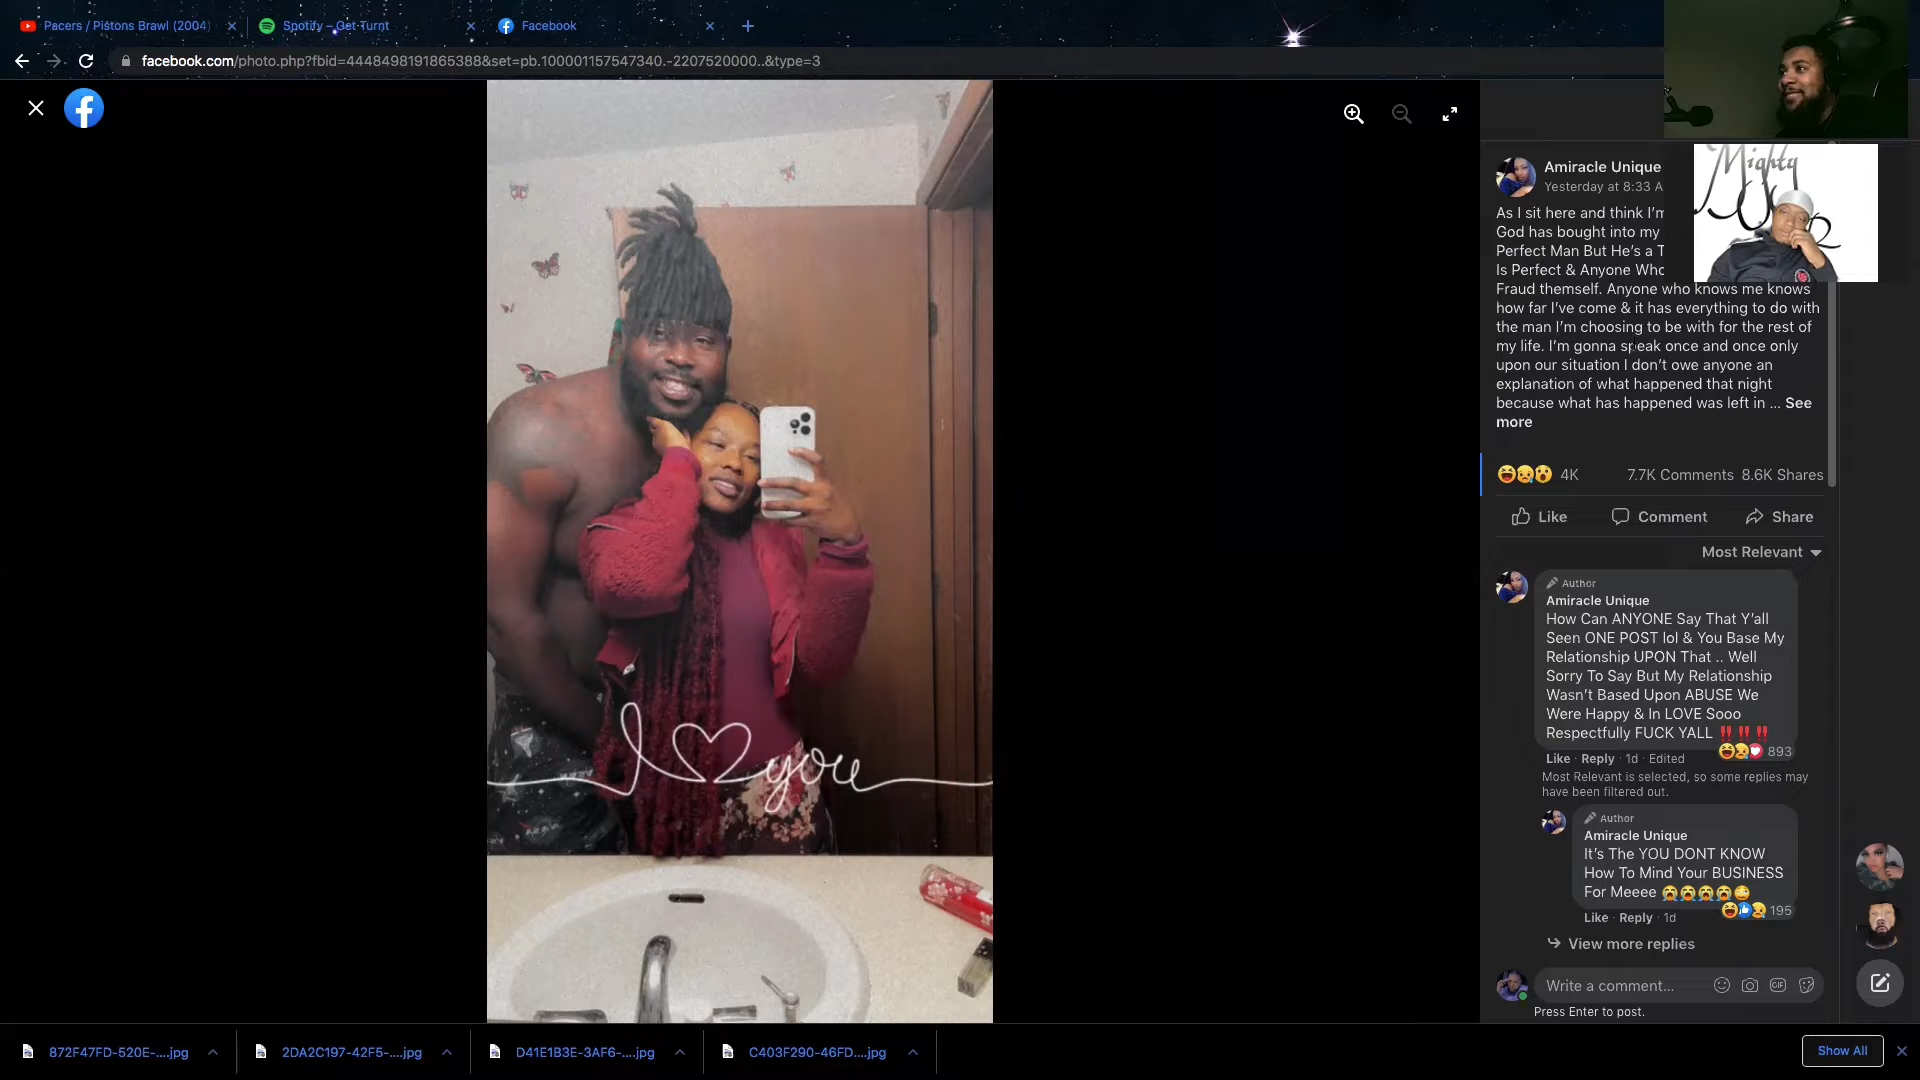 Pacers / Pistons Brawl (2004)
Spotify – Get Turnt
Facebook
facebook.com/photo.php?fbid=4448498191865388&set=pb.100001157547340.-2207520000..&type=3
Amiracle Unique
Yesterday at 8:33 A
Mighty
As I sit here and think I'm
God has bought into my
Perfect Man But He's a T
Is Perfect & Anyone Who
Fraud themself. Anyone who knows me knows
how far I've come & it has everything to do with
the man I'm choosing to be with for the rest of
my life. I'm gonna speak once and once only
upon our situation I don't owe anyone an
explanation of what happened that night
because what has happened was left in ... See
more
4K 7.7K Comments 8.6K Shares
Like Comment Share
Most Relevant
Author
Amiracle Unique
How Can ANYONE Say That Y'all
Seen ONE POST lol & You Base My
Relationship UPON That .. Well
Sorry To Say But My Relationship
Wasn't Based Upon ABUSE We
Were Happy & In LOVE Sooo
Respectfully FUCK YALL ‼️‼️‼️
893
Like · Reply · 1d · Edited
Most Relevant is selected, so some replies may
have been filtered out.
Author
Amiracle Unique
It's The YOU DONT KNOW
How To Mind Your BUSINESS
For Meeee 😭😭😭😭🙄
195
Like · Reply · 1d
View more replies
Write a comment...
GIF
Press Enter to post.
I you
872F47FD-520E-....jpg
2DA2C197-42F5-....jpg
D41E1B3E-3AF6-....jpg
C403F290-46FD....jpg
Show All